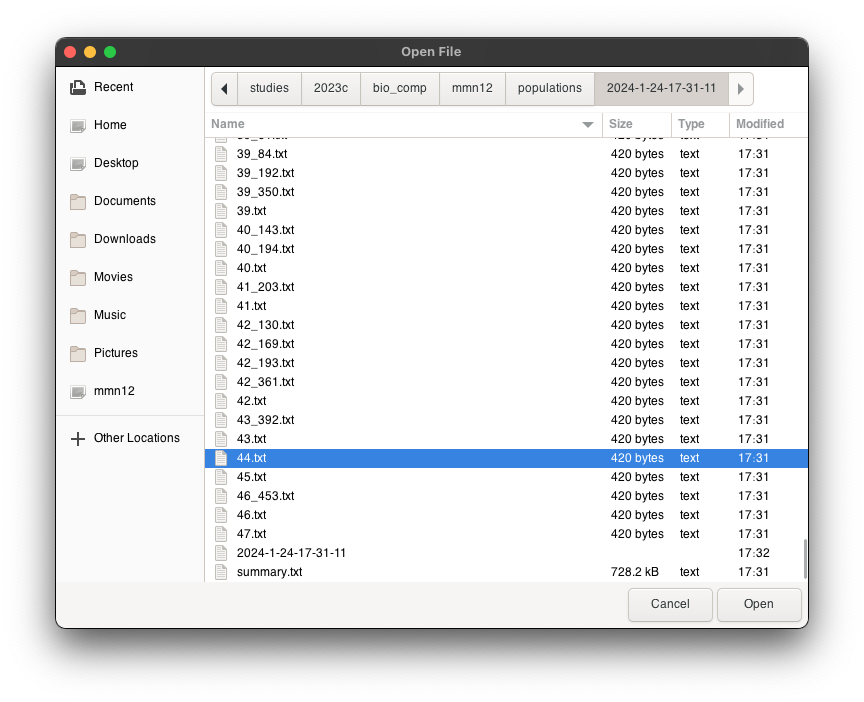 Open File
Recent
Home
Desktop
Documents
Downloads
Movies
Music
Pictures
mmn12
Other Locations
studies 2023c bio_comp mmn12 populations 2024-1-24-17-31-11
Name Size Type Modified
39_84.txt 420 bytes text 17:31
39_192.txt 420 bytes text 17:31
39_350.txt 420 bytes text 17:31
39.txt 420 bytes text 17:31
40_143.txt 420 bytes text 17:31
40_194.txt 420 bytes text 17:31
40.txt 420 bytes text 17:31
41_203.txt 420 bytes text 17:31
41.txt 420 bytes text 17:31
42_130.txt 420 bytes text 17:31
42_169.txt 420 bytes text 17:31
42_193.txt 420 bytes text 17:31
42_361.txt 420 bytes text 17:31
42.txt 420 bytes text 17:31
43_392.txt 420 bytes text 17:31
43.txt 420 bytes text 17:31
44.txt 420 bytes text 17:31
45.txt 420 bytes text 17:31
46_453.txt 420 bytes text 17:31
46.txt 420 bytes text 17:31
47.txt 420 bytes text 17:31
2024-1-24-17-31-11 17:32
summary.txt 728.2 kB text 17:31
Cancel Open